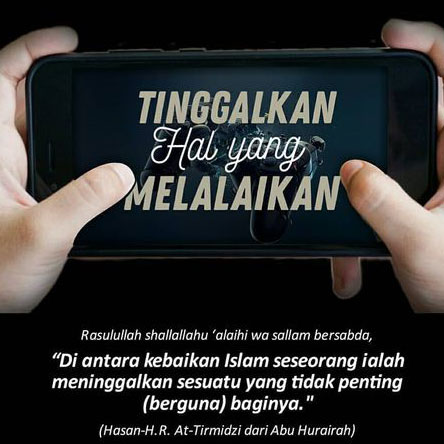 TINGGALKAN
Hal yang
MELALAIKAN
Rasulullah shallallahu ‘alaihi wa sallam bersabda,
“Di antara kebaikan Islam seseorang ialah
meninggalkan sesuatu yang tidak penting
(berguna) baginya."
(Hasan-H.R. At-Tirmidzi dari Abu Hurairah)